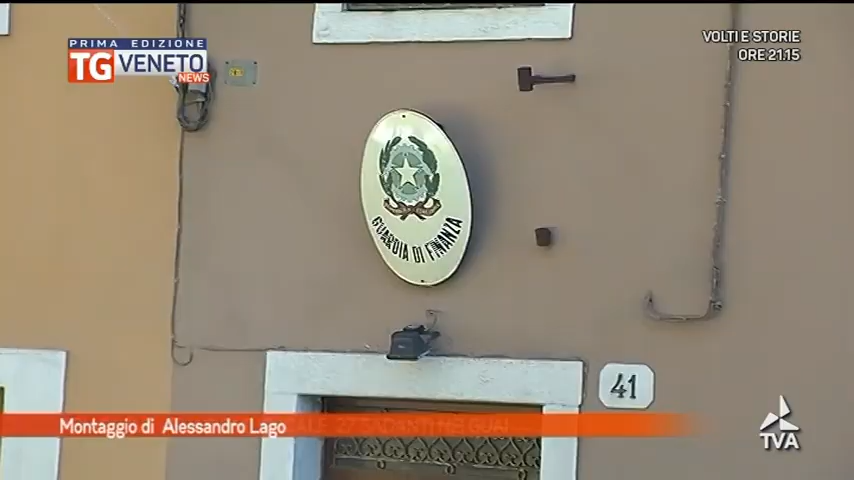 PRIMA EDIZIONE
TG VENETO
NEWS
VOLTI E STORIE
ORE 21.15
GUARDIA DI FINANZA
41
Montaggio di Alessandro Lago
TVA